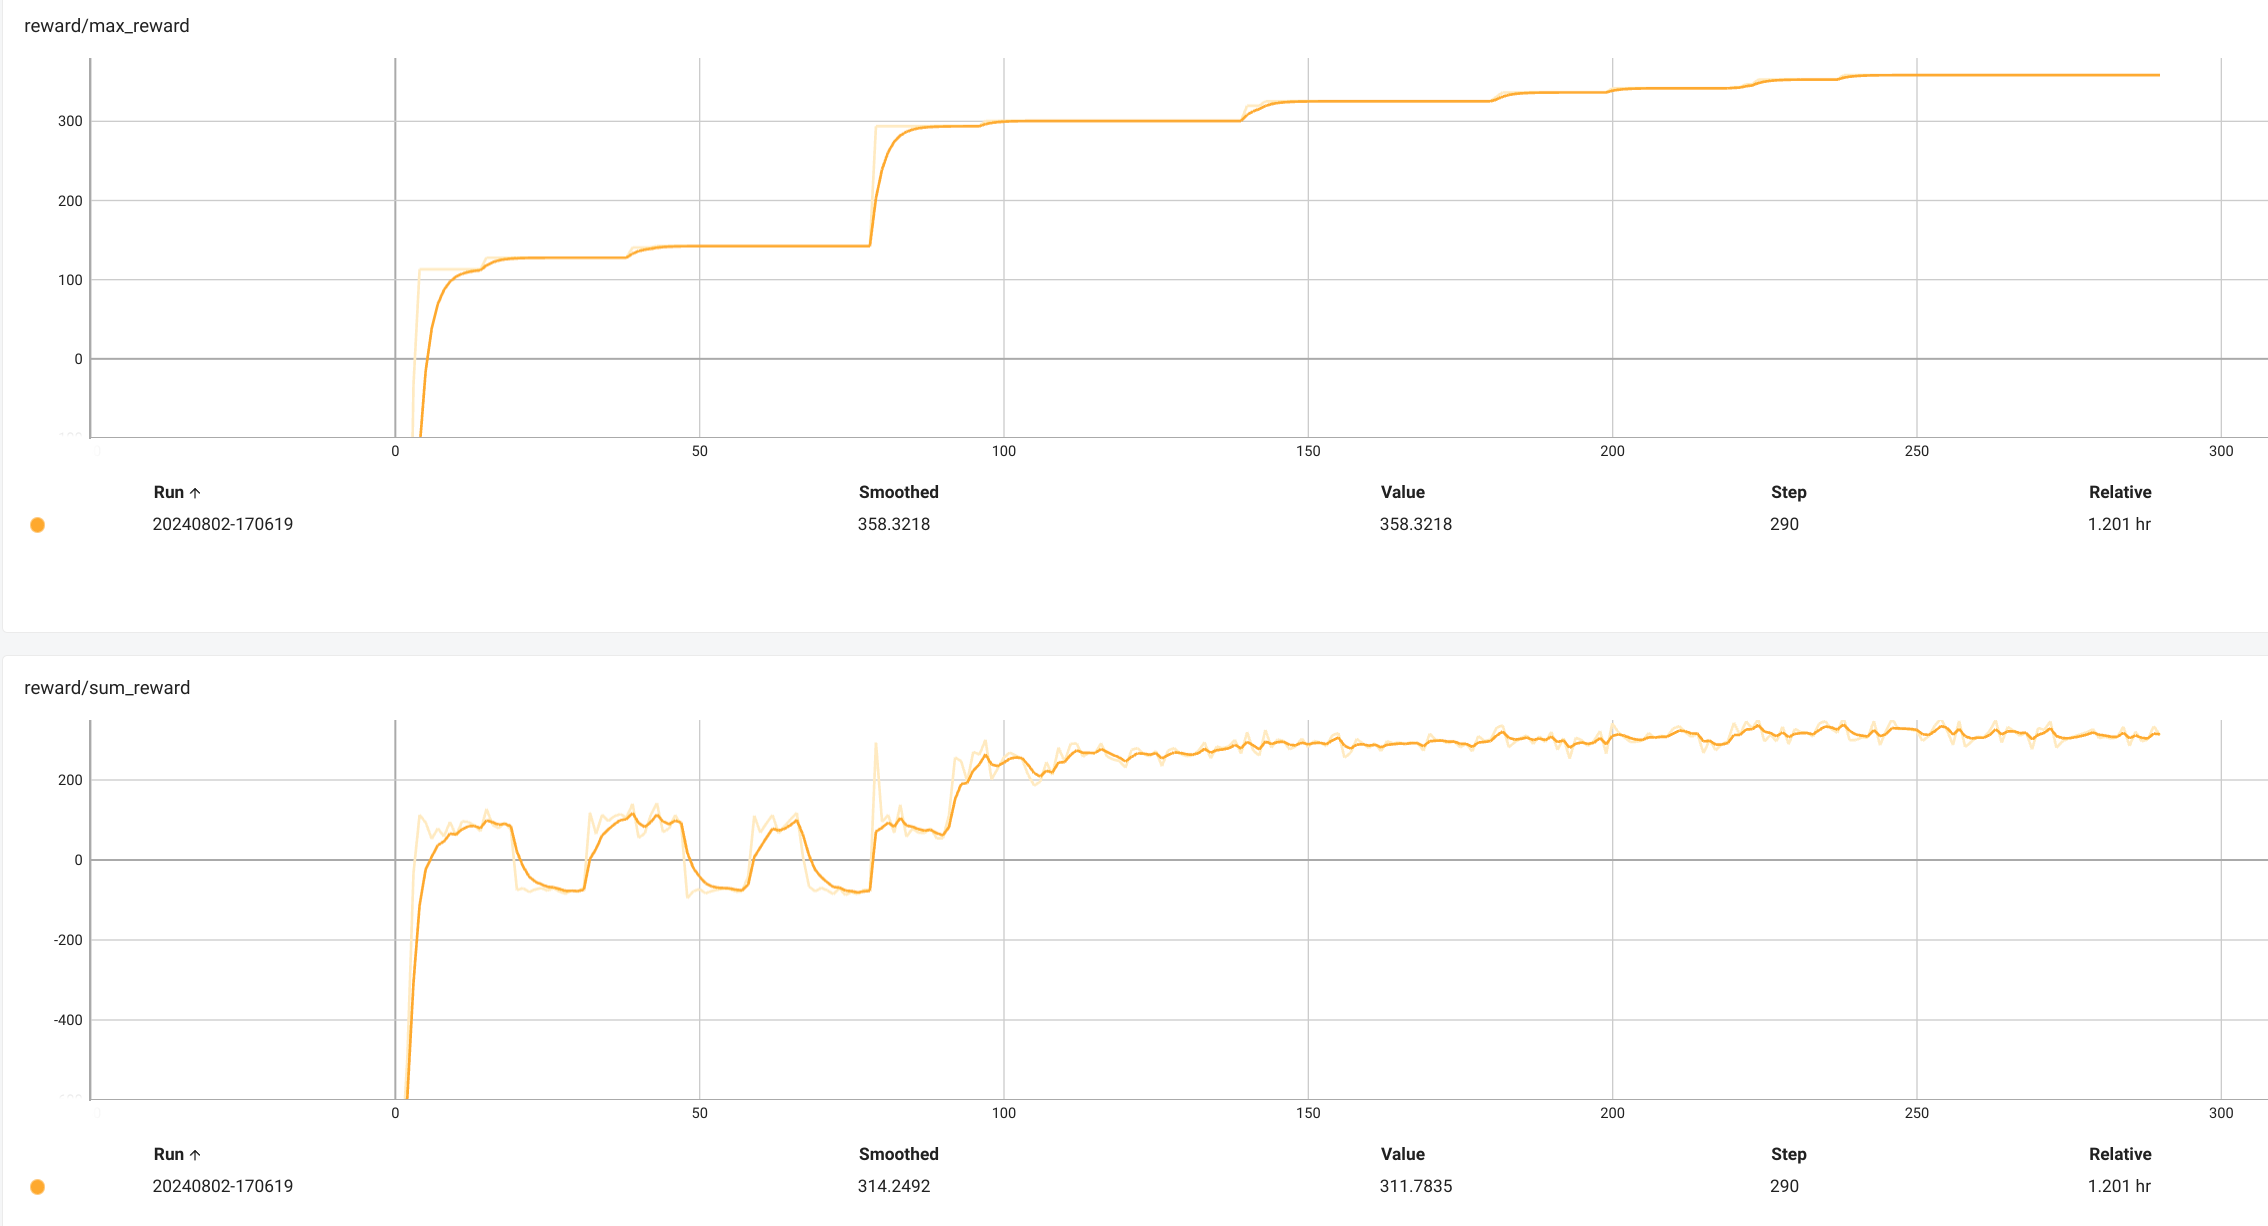 reward/max_reward
300
200
100
0
0 50 100 150 200 250 300
Run ↑ Smoothed Value Step Relative
20240802-170619 358.3218 358.3218 290 1.201 hr
reward/sum_reward
200
0
-200
-400
0 50 100 150 200 250 300
Run ↑ Smoothed Value Step Relative
20240802-170619 314.2492 311.7835 290 1.201 hr